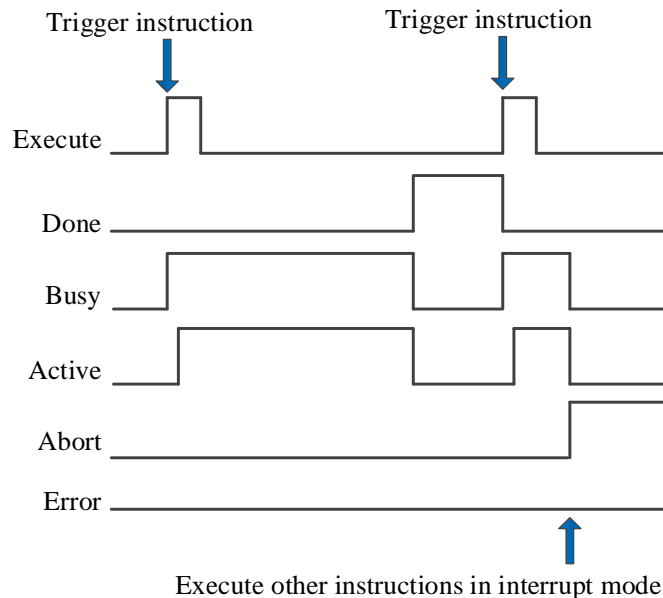 Trigger instruction Trigger instruction
Execute
Done
Busy
Active
Abort
Error
Execute other instructions in interrupt mode